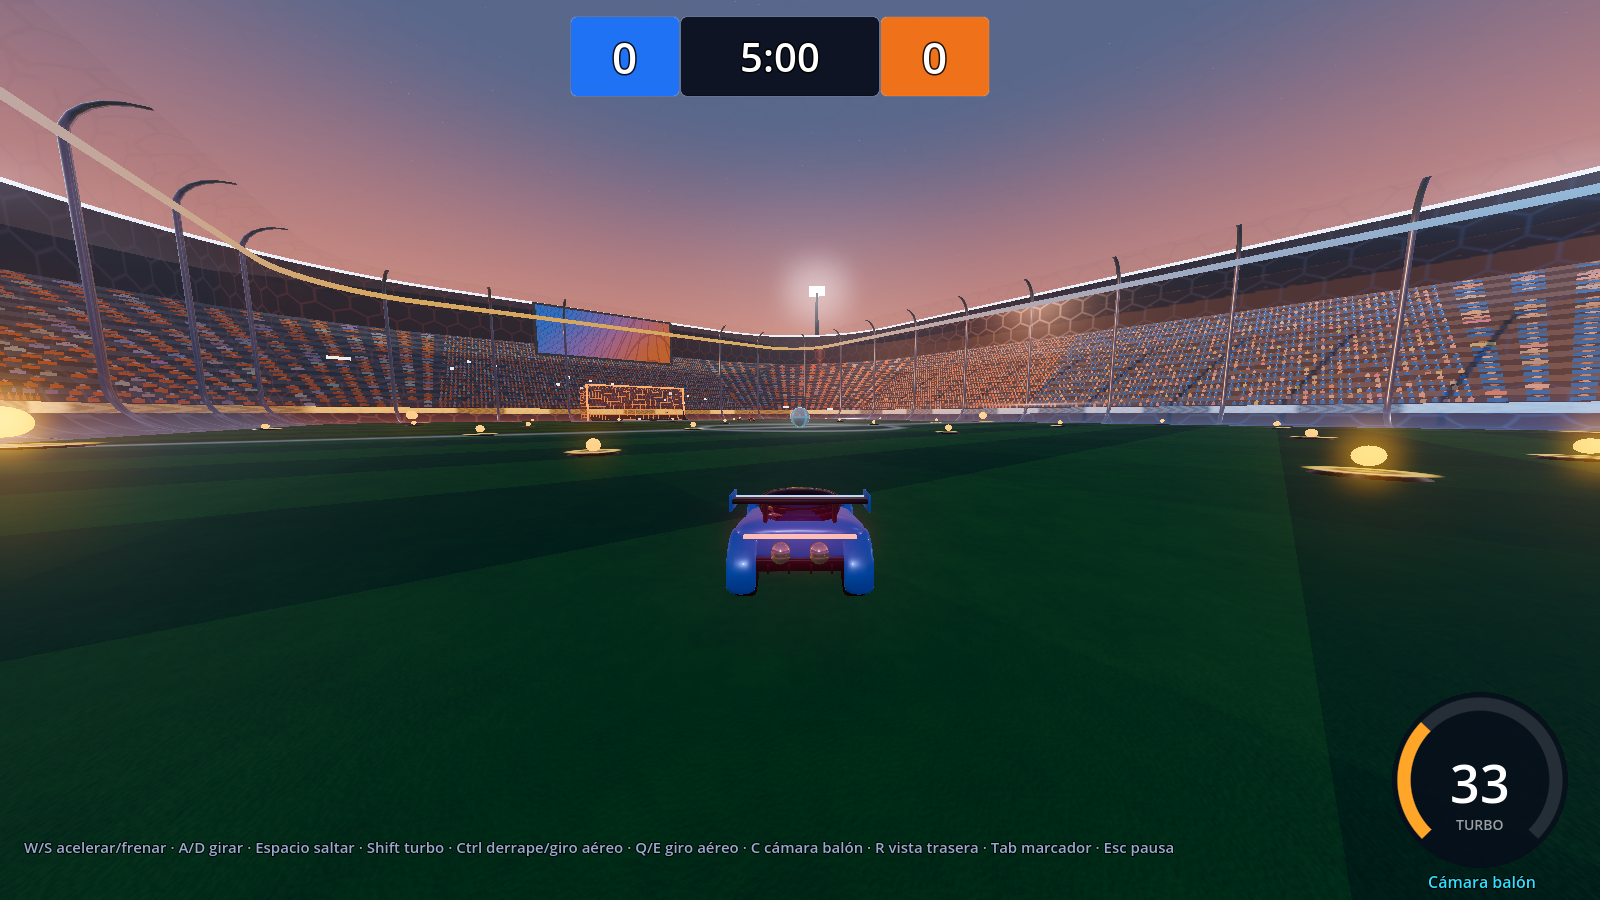 0 5:00 0
33
TURBO
W/S acelerar/frenar · A/D girar · Espacio saltar · Shift turbo · Ctrl derrape/giro aéreo · Q/E giro aéreo · C cámara balón · R vista trasera · Tab marcador · Esc pausa
Cámara balón